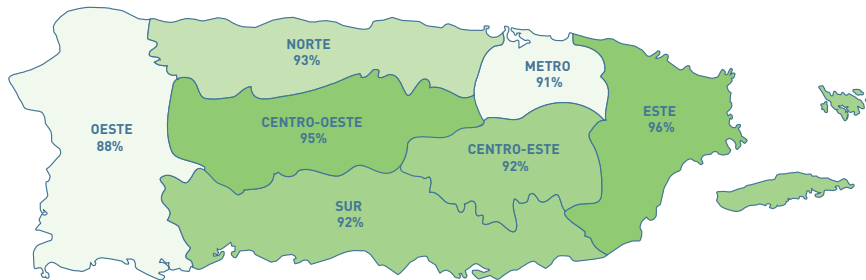 NORTE
93%
METRO
91%
OESTE
88%
CENTRO-OESTE
95%
ESTE
96%
CENTRO-ESTE
92%
SUR
92%